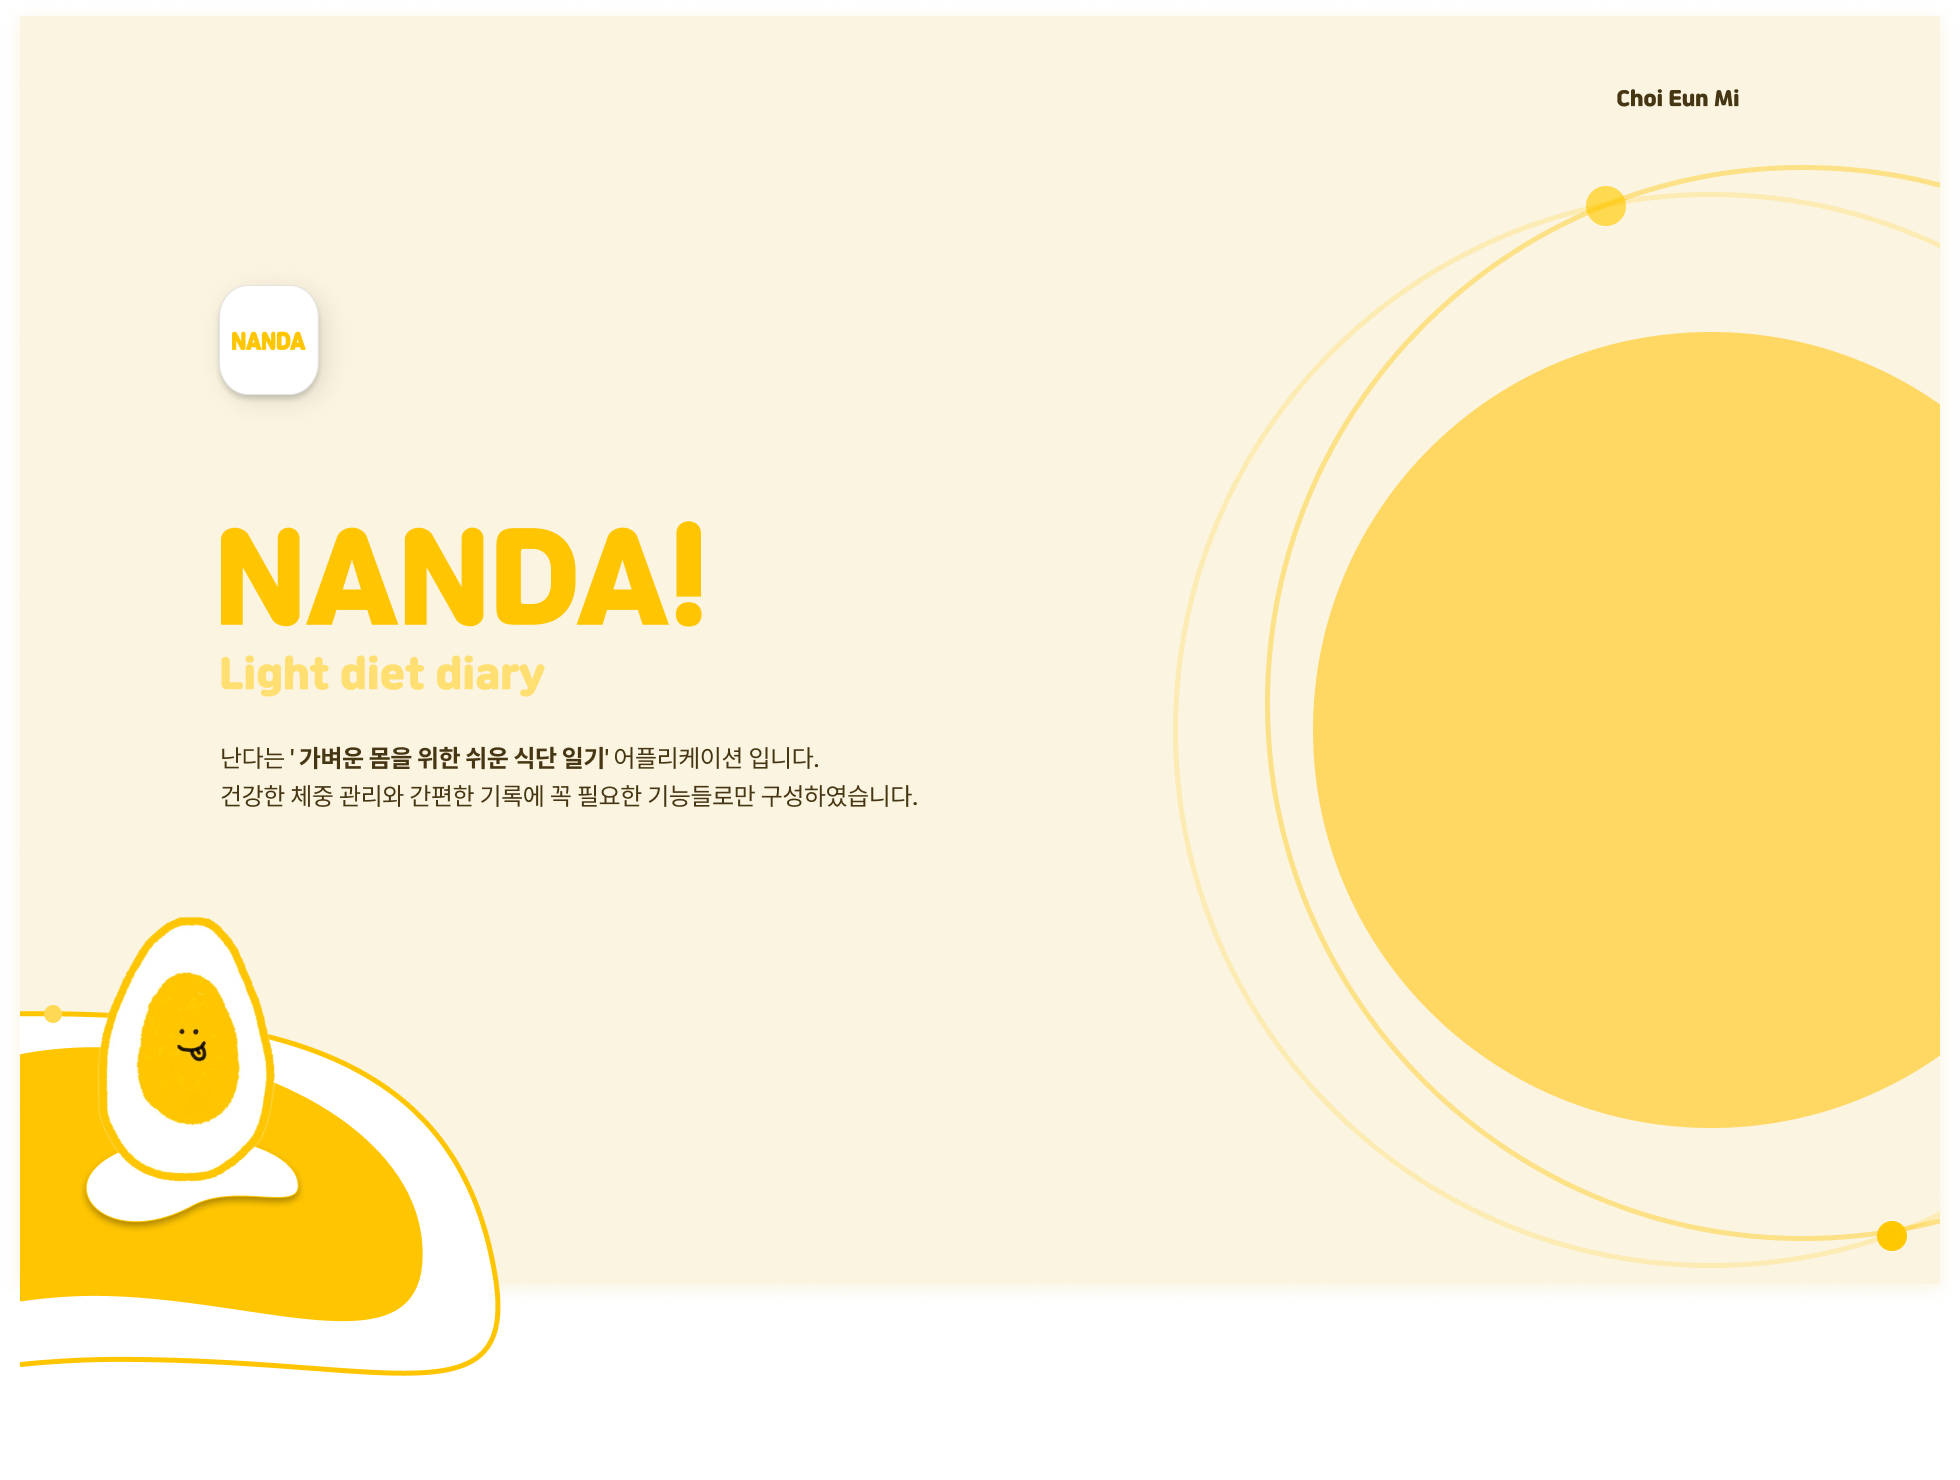 Choi Eun Mi
NANDA
NANDA!
Light diet diary
난다는 ' 가벼운 몸을 위한 쉬운 식단 일기' 어플리케이션 입니다.
건강한 체중 관리와 간편한 기록에 꼭 필요한 기능들로만 구성하였습니다.